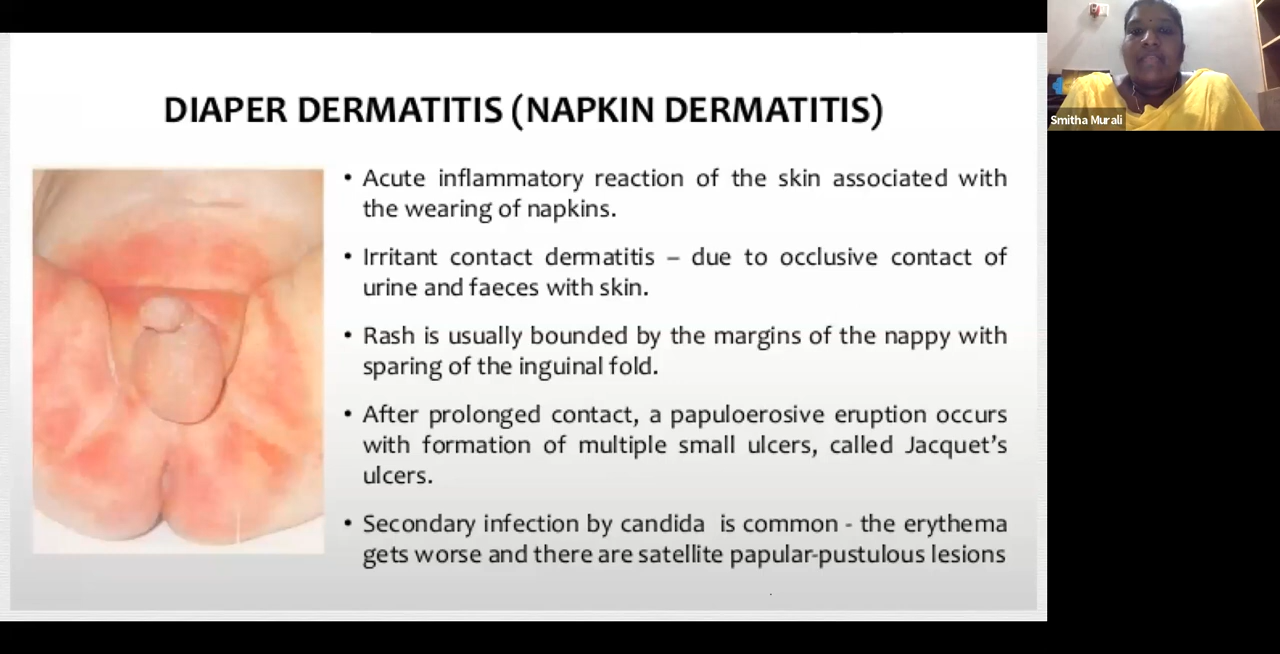 DIAPER DERMATITIS (NAPKIN DERMATITIS)
• Acute inflammatory reaction of the skin associated with
the wearing of napkins.
• Irritant contact dermatitis – due to occlusive contact of
urine and faeces with skin.
• Rash is usually bounded by the margins of the nappy with
sparing of the inguinal fold.
• After prolonged contact, a papuloerosive eruption occurs
with formation of multiple small ulcers, called Jacquet’s
ulcers.
• Secondary infection by candida is common - the erythema
gets worse and there are satellite papular-pustulous lesions
Smitha Murali